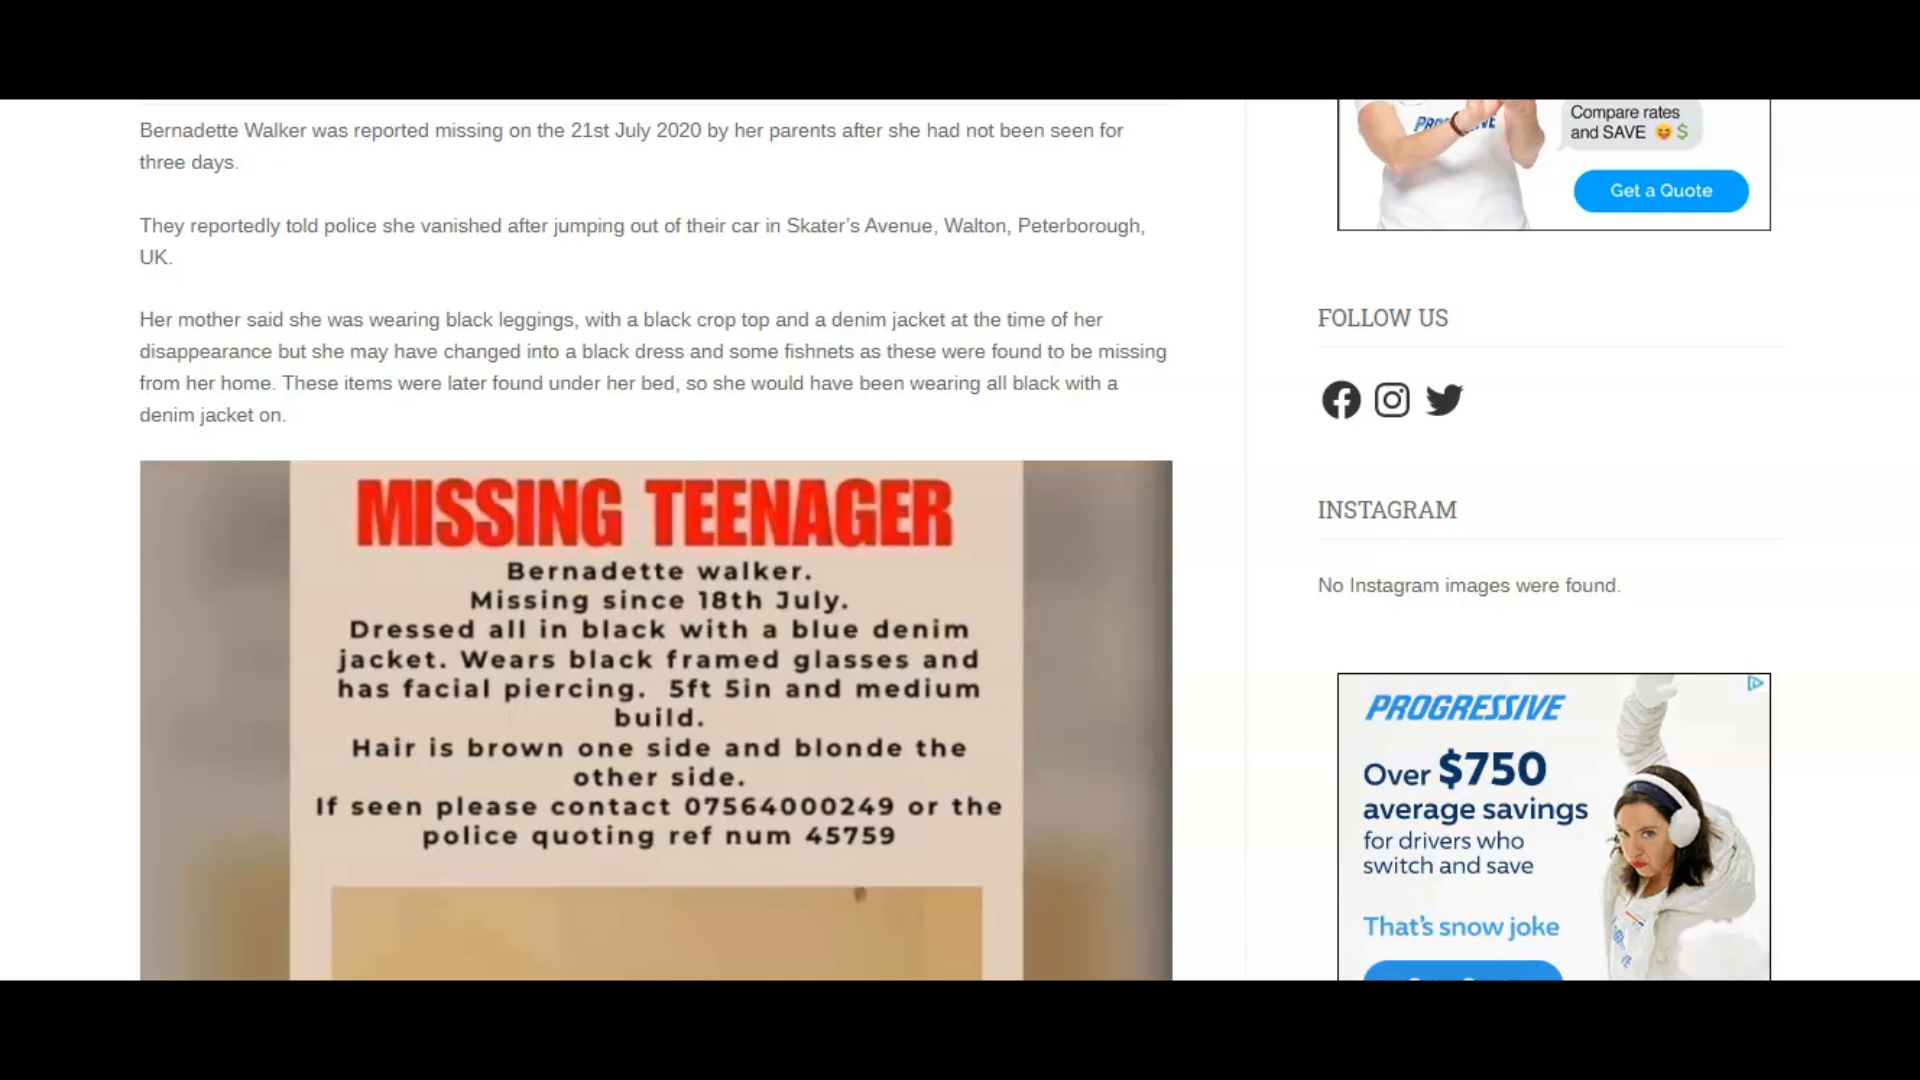 Bernadette Walker was reported missing on the 21st July 2020 by her parents after she had not been seen for
three days.
They reportedly told police she vanished after jumping out of their car in Skater’s Avenue, Walton, Peterborough,
UK.
Her mother said she was wearing black leggings, with a black crop top and a denim jacket at the time of her
disappearance but she may have changed into a black dress and some fishnets as these were found to be missing
from her home. These items were later found under her bed, so she would have been wearing all black with a
denim jacket on.
MISSING TEENAGER
Bernadette walker.
Missing since 18th July.
Dressed all in black with a blue denim
jacket. Wears black framed glasses and
has facial piercing. 5ft 5in and medium
build.
Hair is brown one side and blonde the
other side.
If seen please contact 07564000249 or the
police quoting ref num 45759
Compare rates
and SAVE 😝 $
Get a Quote
FOLLOW US
INSTAGRAM
No Instagram images were found.
PROGRESSIVE
Over $750
average savings
for drivers who
switch and save
That's snow joke